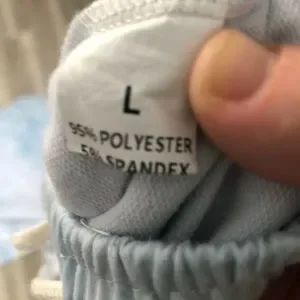 L
95% POLYESTER
5% SPANDEX